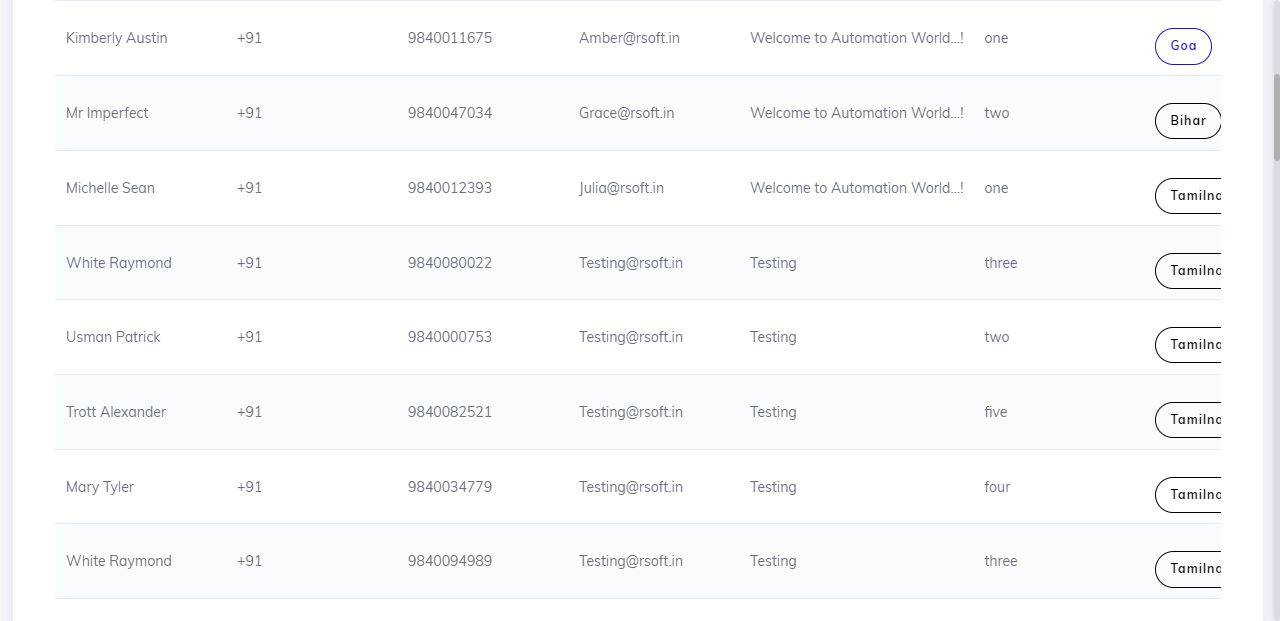 Kimberly Austin +91 9840011675 Amber@rsoft.in Welcome to Automation World...! one Goa
Mr Imperfect +91 9840047034 Grace@rsoft.in Welcome to Automation World...! two Bihar
Michelle Sean +91 9840012393 Julia@rsoft.in Welcome to Automation World...! one Tamilna
White Raymond +91 9840080022 Testing@rsoft.in Testing three Tamilna
Usman Patrick +91 9840000753 Testing@rsoft.in Testing two Tamilna
Trott Alexander +91 9840082521 Testing@rsoft.in Testing five Tamilna
Mary Tyler +91 9840034779 Testing@rsoft.in Testing four Tamilna
White Raymond +91 9840094989 Testing@rsoft.in Testing three Tamilna